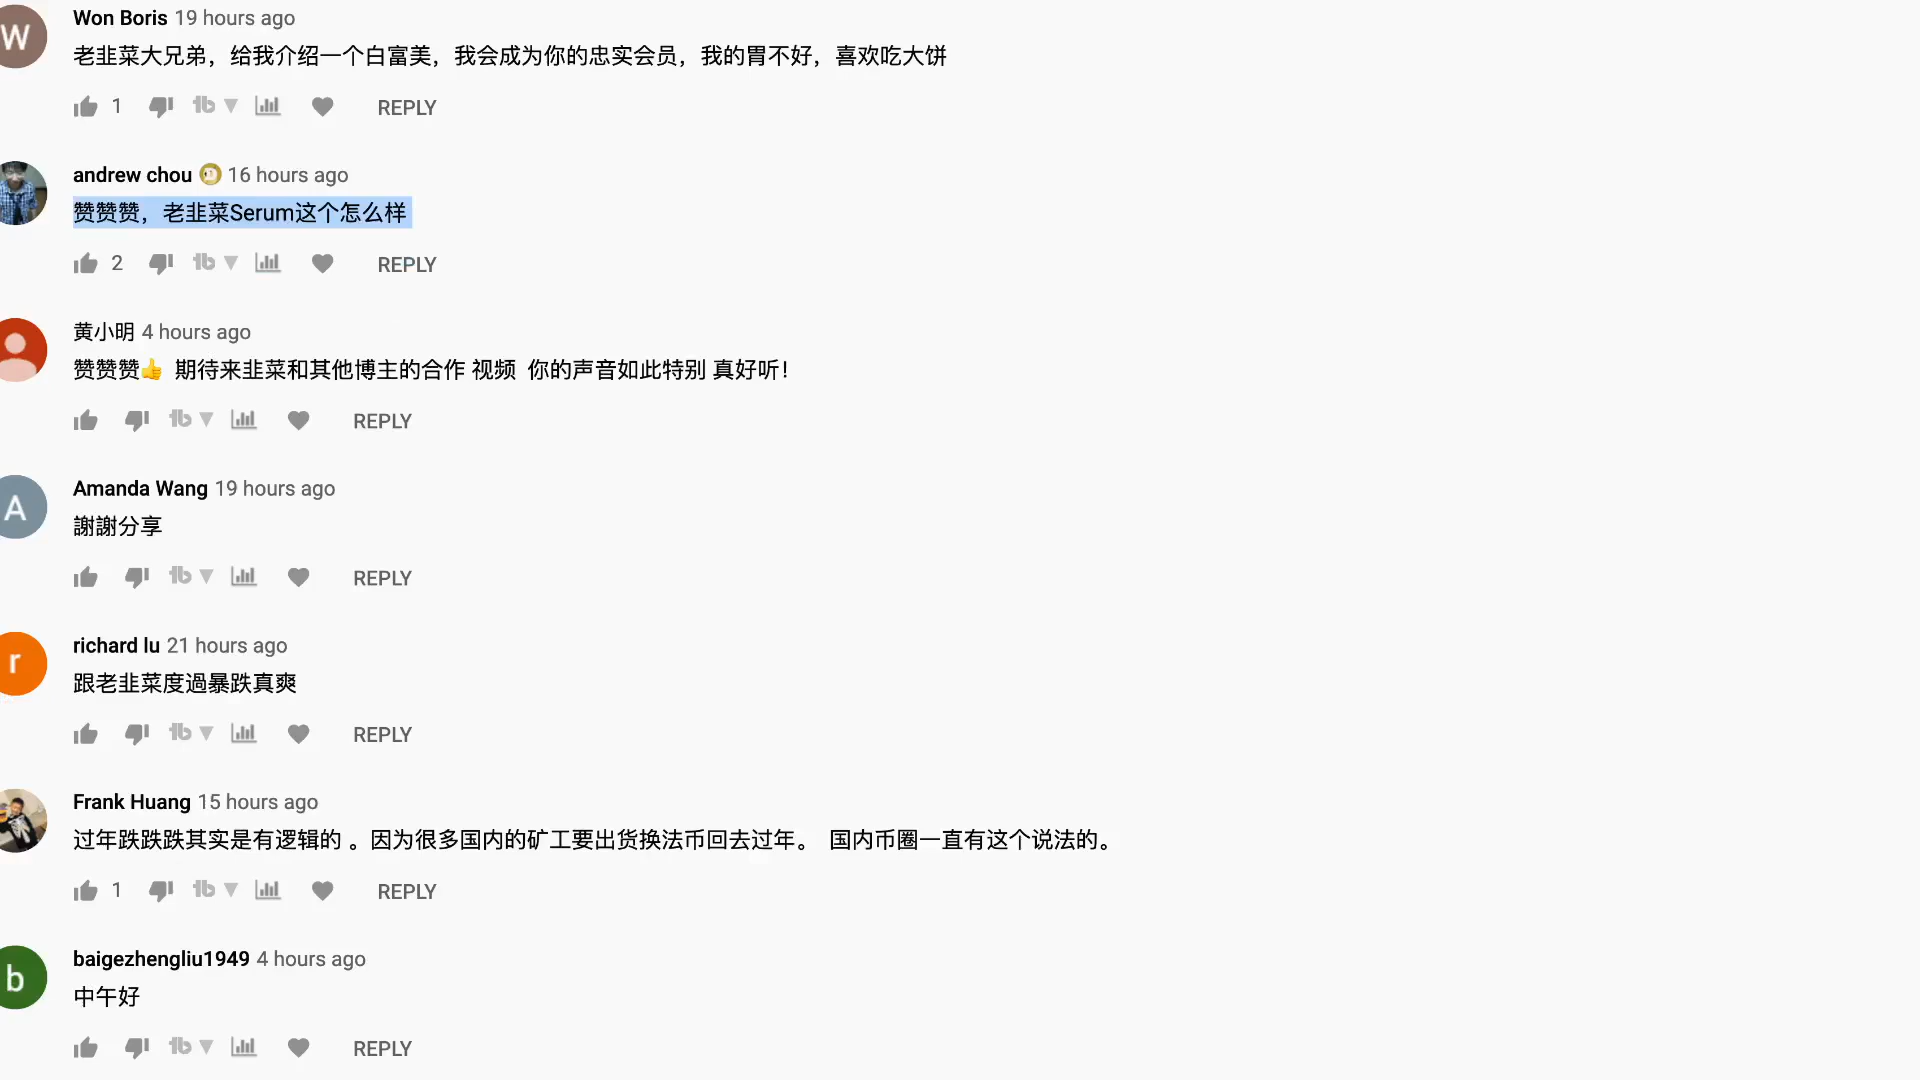 W
Won Boris 19 hours ago
老韭菜大兄弟，给我介绍一个白富美，我会成为你的忠实会员，我的胃不好，喜欢吃大饼
1 tb REPLY
andrew chou 16 hours ago
赞赞赞，老韭菜Serum这个怎么样
2 tb REPLY
黄小明 4 hours ago
赞赞赞👍 期待来韭菜和其他博主的合作 视频 你的声音如此特别 真好听！
tb REPLY
A
Amanda Wang 19 hours ago
謝謝分享
tb REPLY
r
richard lu 21 hours ago
跟老韭菜度過暴跌真爽
tb REPLY
Frank Huang 15 hours ago
过年跌跌跌其实是有逻辑的 。因为很多国内的矿工要出货换法币回去过年。 国内币圈一直有这个说法的。
1 tb REPLY
b
baigezhengliu1949 4 hours ago
中午好
tb REPLY